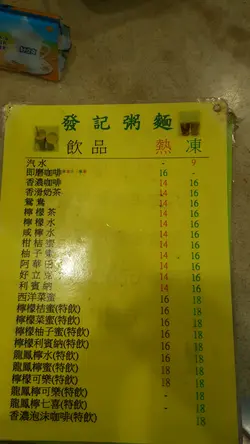 發記粥麵
飲品 熱 凍
汽水 - 9
即磨咖啡 16 -
香濃咖啡 14 16
香滑奶茶 14 16
鴛鴦 14 16
檸檬茶 14 16
檸檬水 14 16
咸檸水 14 16
柑桔蜜 14 16
柚子蜜 14 16
阿華田 14 16
好立克 14 16
利賓納 14 16
西洋菜蜜 16 18
檸檬桔蜜(特飲) 16 18
檸檬菜蜜(特飲) 16 18
檸檬柚子蜜(特飲) 16 18
檸檬利賓納(特飲) 16 18
龍鳳檸水(特飲) 16 18
龍鳳檸蜜(特飲) 16 18
檸檬可樂(特飲) 18 18
龍鳳檸可樂(特飲) - 18
龍鳳檸七喜(特飲) - 18
香濃泡沫咖啡(特飲) 18